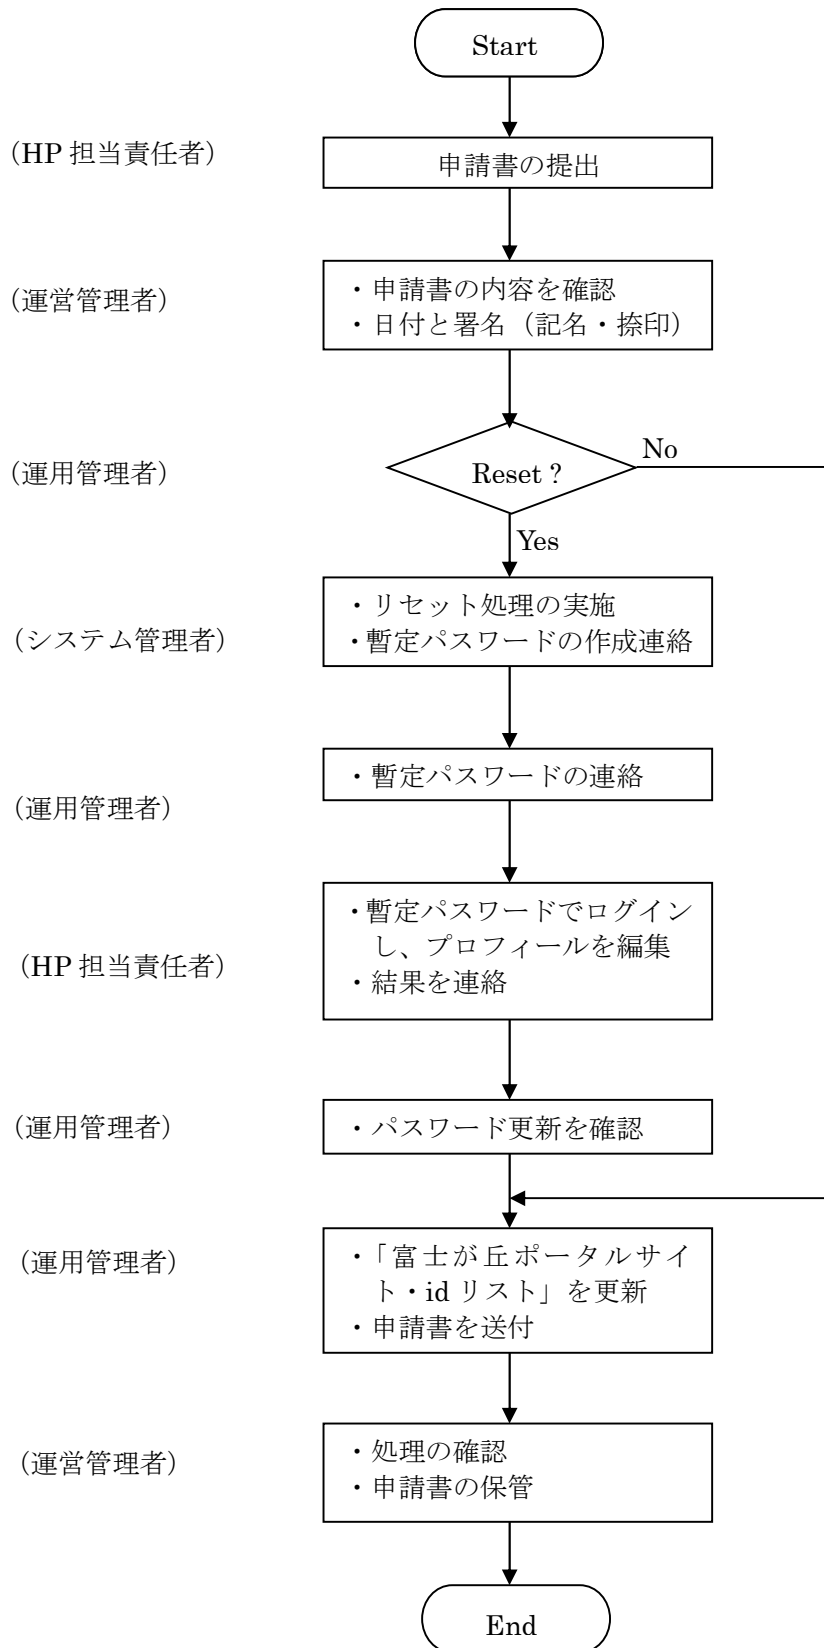 Start
（HP 担当責任者）
申請書の提出
（運営管理者）
・申請書の内容を確認
・日付と署名（記名・捺印）
（運用管理者）
Reset ?
No
Yes
（システム管理者）
・リセット処理の実施
・暫定パスワードの作成連絡
（運用管理者）
・暫定パスワードの連絡
（HP 担当責任者）
・暫定パスワードでログイン
し、プロフィールを編集
・結果を連絡
（運用管理者）
・パスワード更新を確認
（運用管理者）
・「富士が丘ポータルサイ
ト・id リスト」を更新
・申請書を送付
（運営管理者）
・処理の確認
・申請書の保管
End